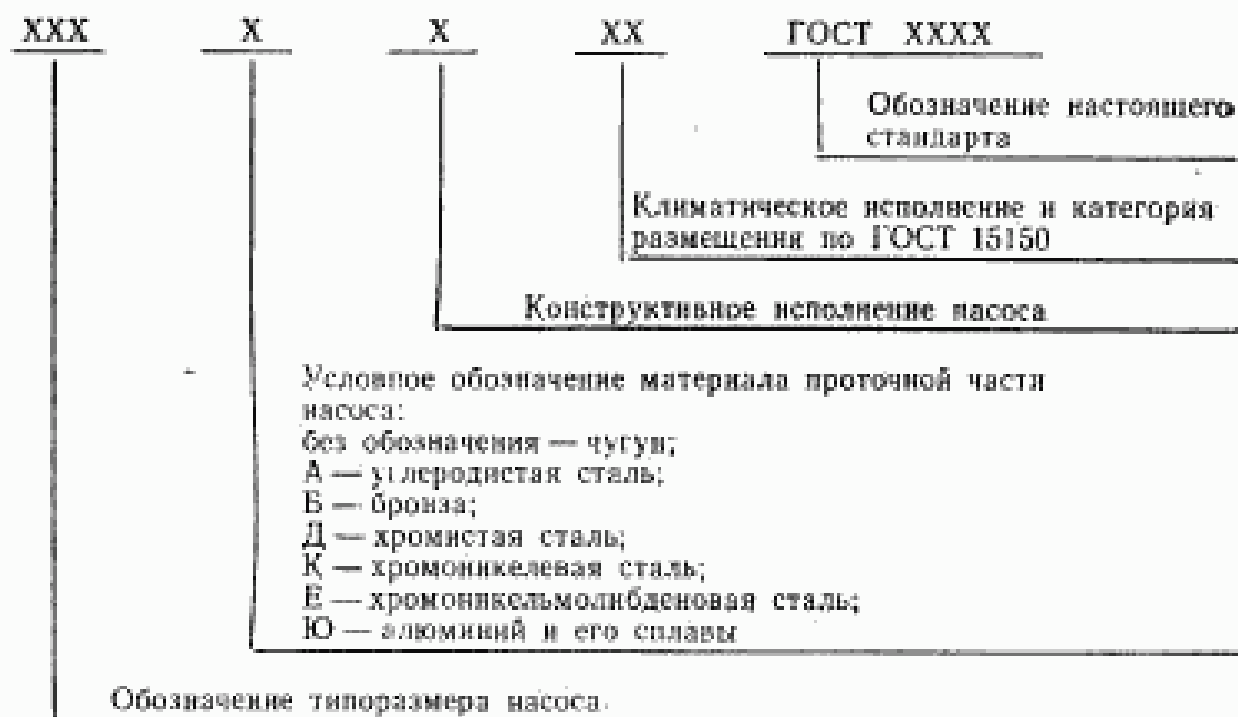 ХХХ Х Х ХХ ГОСТ ХХХХ
Обозначение настоящего
стандарта
Климатическое исполнение и категория
размещения по ГОСТ 15150
Конструктивное исполнение насоса
Условное обозначение материала проточной части
насоса:
без обозначения — чугун;
А — углеродистая сталь;
Б — бронза;
Д — хромистая сталь;
К — хромоникелевая сталь;
Е — хромоникельмолибденовая сталь;
Ю — алюминий и его сплавы
Обозначение типоразмера насоса.